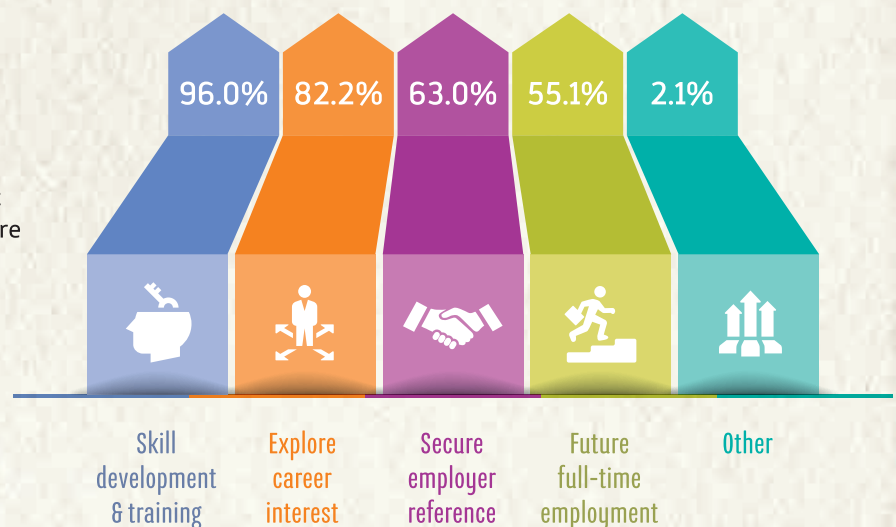 96.0% 82.2% 63.0% 55.1% 2.1%
re
Skill
development
& training
Explore
career
interest
Secure
employer
reference
Future
full-time
employment
Other